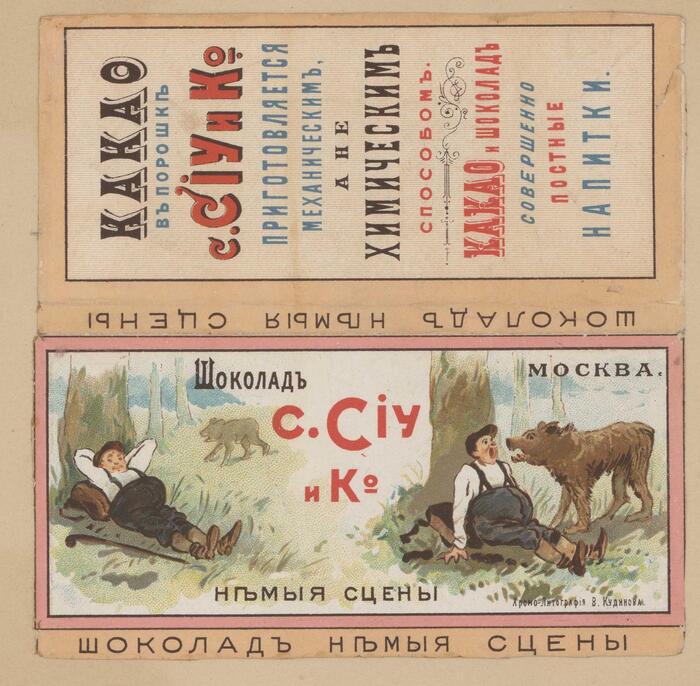 КАКАО
ВЪ ПОРОШКѢ
С. СІУ и Ко.
ПРИГОТОВЛЯЕТСЯ
МЕХАНИЧЕСКИМЪ,
А НЕ
ХИМИЧЕСКИМЪ
СПОСОБОМЪ.
КАКАО И ШОКОЛАДЪ
СОВЕРШЕННО
ПОСТНЫЕ
НАПИТКИ.
ШОКОЛАДЪ НѢМЫЯ СЦЕНЫ
ШОКОЛАДЪ
С. СіУ
и Ко
МОСКВА.
НѢМЫЯ СЦЕНЫ
Хромо-Литографія В. Кудинова
ШОКОЛАДЪ НѢМЫЯ СЦЕНЫ